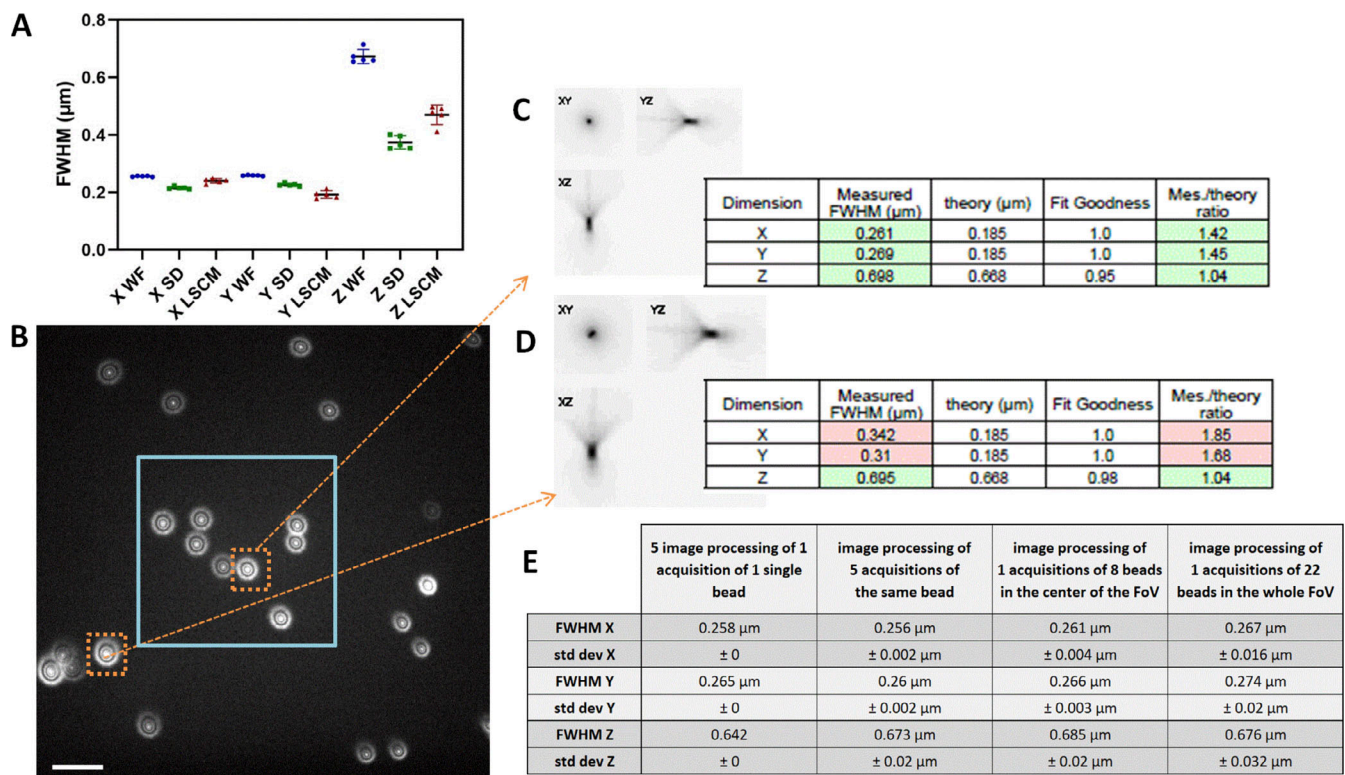 A
FWHM (µm)
0.8
0.6
0.4
0.2
0.0
X WF
X SD
X LSCM
Y WF
Y SD
Y LSCM
Z WF
Z SD
Z LSCM
B
C
XY
YZ
XZ
Dimension Measured FWHM (µm) theory (µm) Fit Goodness Mes./theory ratio
X 0.261 0.185 1.0 1.42
Y 0.269 0.185 1.0 1.45
Z 0.698 0.668 0.95 1.04
D
XY
YZ
XZ
Dimension Measured FWHM (µm) theory (µm) Fit Goodness Mes./theory ratio
X 0.342 0.185 1.0 1.85
Y 0.31 0.185 1.0 1.68
Z 0.695 0.668 0.98 1.04
E
5 image processing of 1 acquisition of 1 single bead
image processing of 5 acquisitions of the same bead
image processing of 1 acquisitions of 8 beads in the center of the FoV
image processing of 1 acquisitions of 22 beads in the whole FoV
FWHM X 0.258 µm 0.256 µm 0.261 µm 0.267 µm
std dev X ± 0 ± 0.002 µm ± 0.004 µm ± 0.016 µm
FWHM Y 0.265 µm 0.26 µm 0.266 µm 0.274 µm
std dev Y ± 0 ± 0.002 µm ± 0.003 µm ± 0.02 µm
FWHM Z 0.642 0.673 µm 0.685 µm 0.676 µm
std dev Z ± 0 ± 0.02 µm ± 0.02 µm ± 0.032 µm